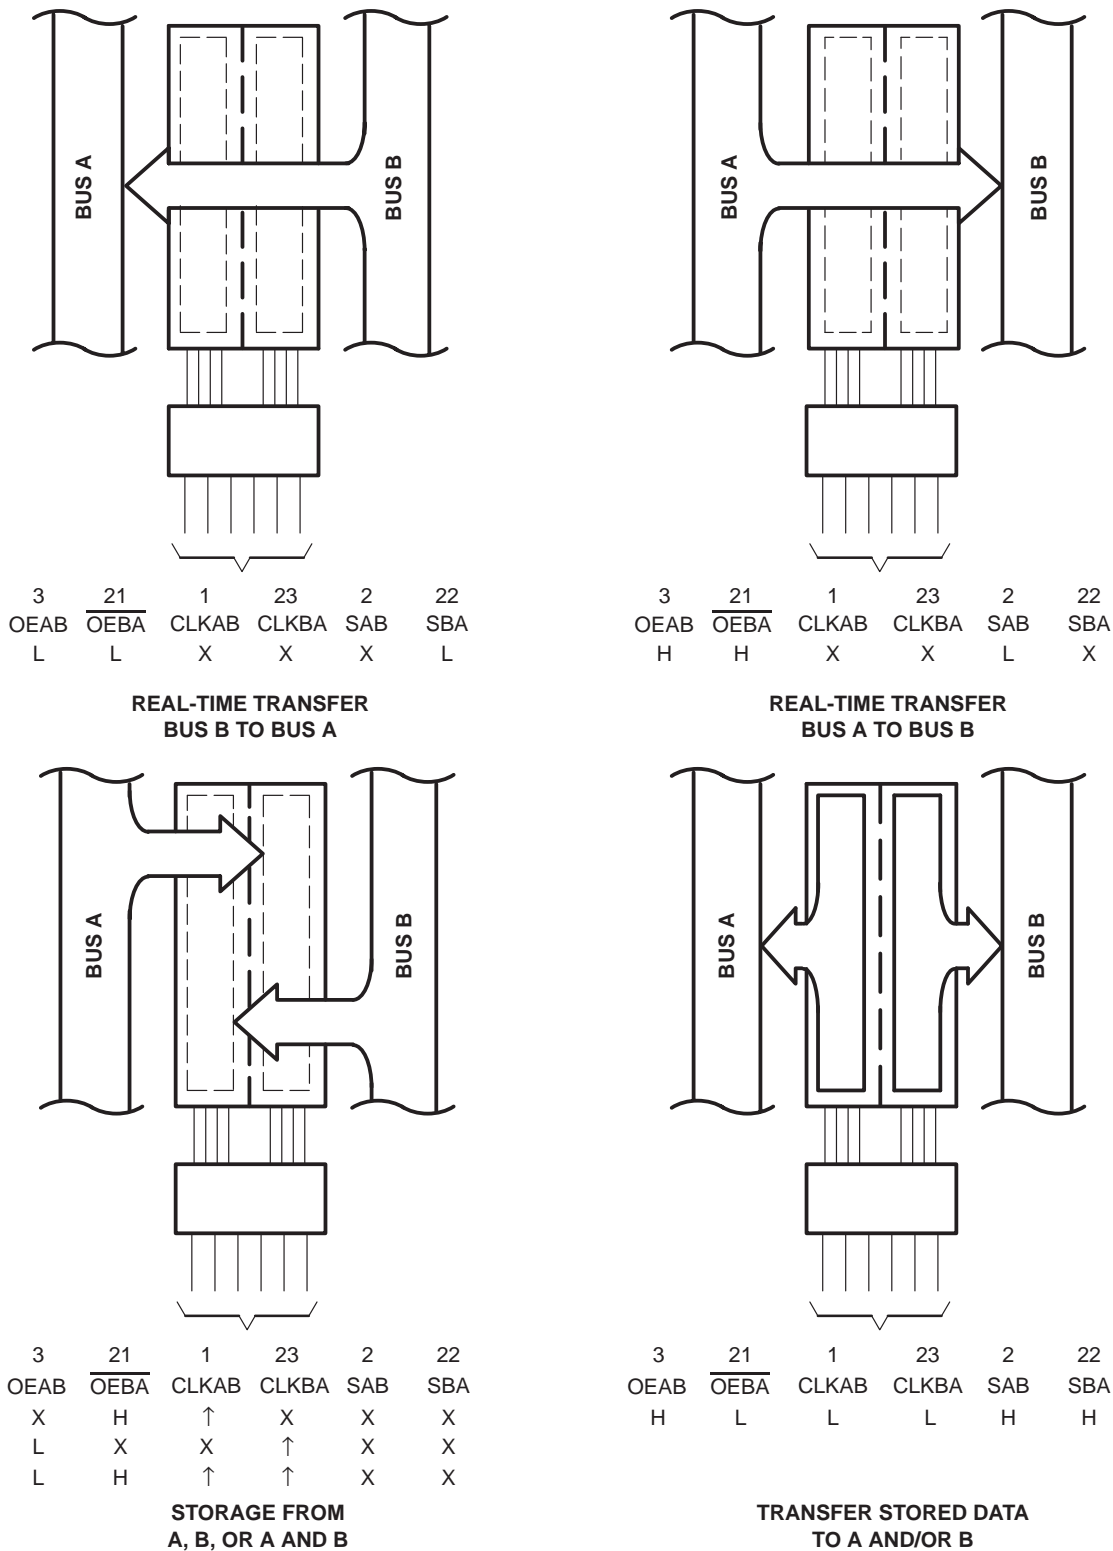 BUS A
BUS B
BUS A
BUS B
3 21 1 23 2 22
OEAB OEBA CLKAB CLKBA SAB SBA
L L X X X L
REAL-TIME TRANSFER
BUS B TO BUS A
3 21 1 23 2 22
OEAB OEBA CLKAB CLKBA SAB SBA
H H X X L X
REAL-TIME TRANSFER
BUS A TO BUS B
BUS A
BUS B
BUS A
BUS B
3 21 1 23 2 22
OEAB OEBA CLKAB CLKBA SAB SBA
X H ↑ X X X
L X X ↑ X X
L H ↑ ↑ X X
STORAGE FROM
A, B, OR A AND B
3 21 1 23 2 22
OEAB OEBA CLKAB CLKBA SAB SBA
H L L L H H
TRANSFER STORED DATA
TO A AND/OR B